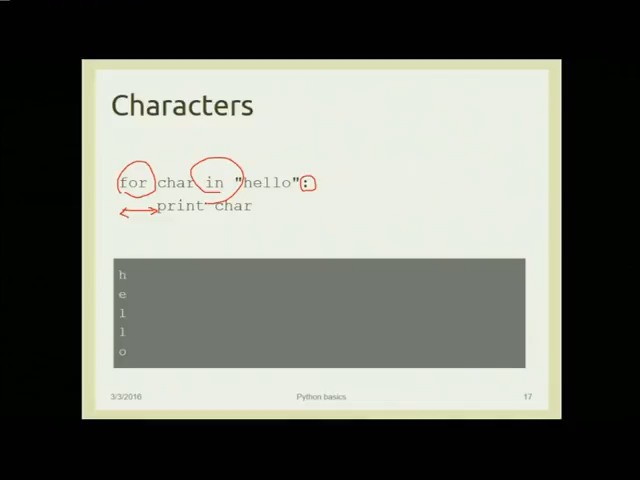 Characters
for char in "hello":
print char
h
e
l
l
o
3/3/2016 Python basics 17